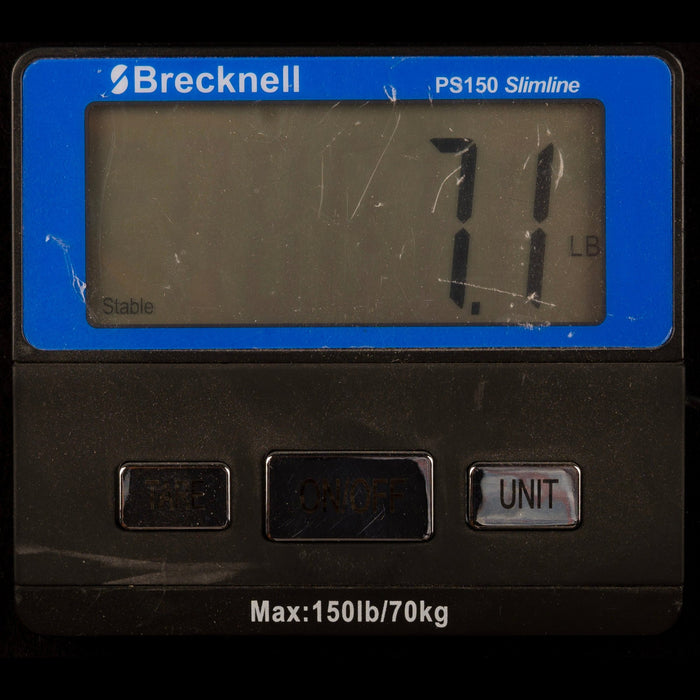 Brecknell
PS150 Slimline
7.1
LB
Stable
TARE
ON/OFF
UNIT
Max:150lb/70kg